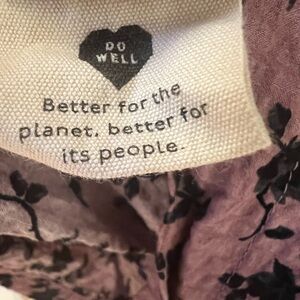 DO
WELL
Better for the
planet, better for
its people.